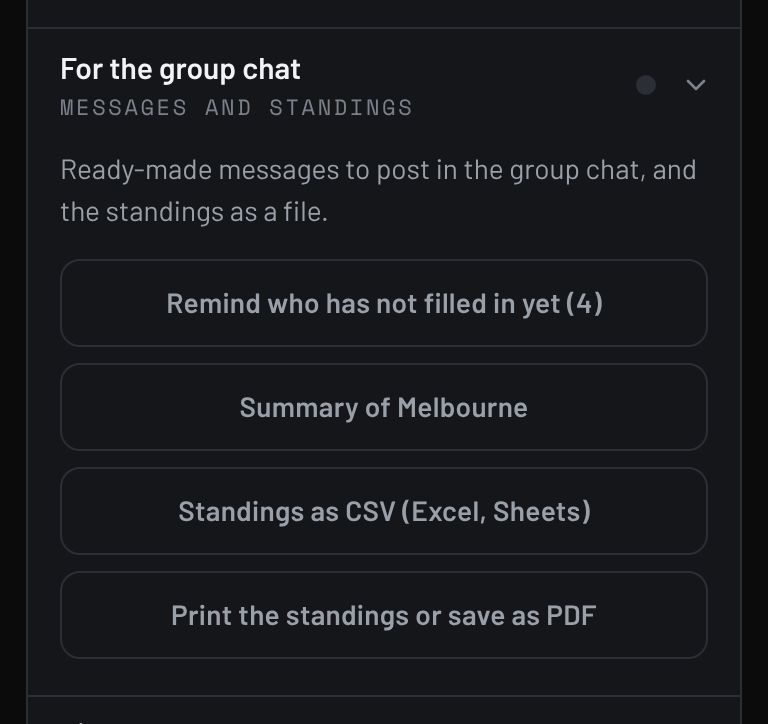 For the group chat
MESSAGES AND STANDINGS
Ready-made messages to post in the group chat, and
the standings as a file.
Remind who has not filled in yet (4)
Summary of Melbourne
Standings as CSV (Excel, Sheets)
Print the standings or save as PDF